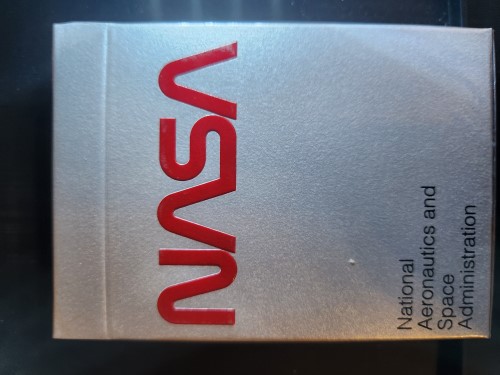 NASA
National
Aeronautics and
Space
Administration